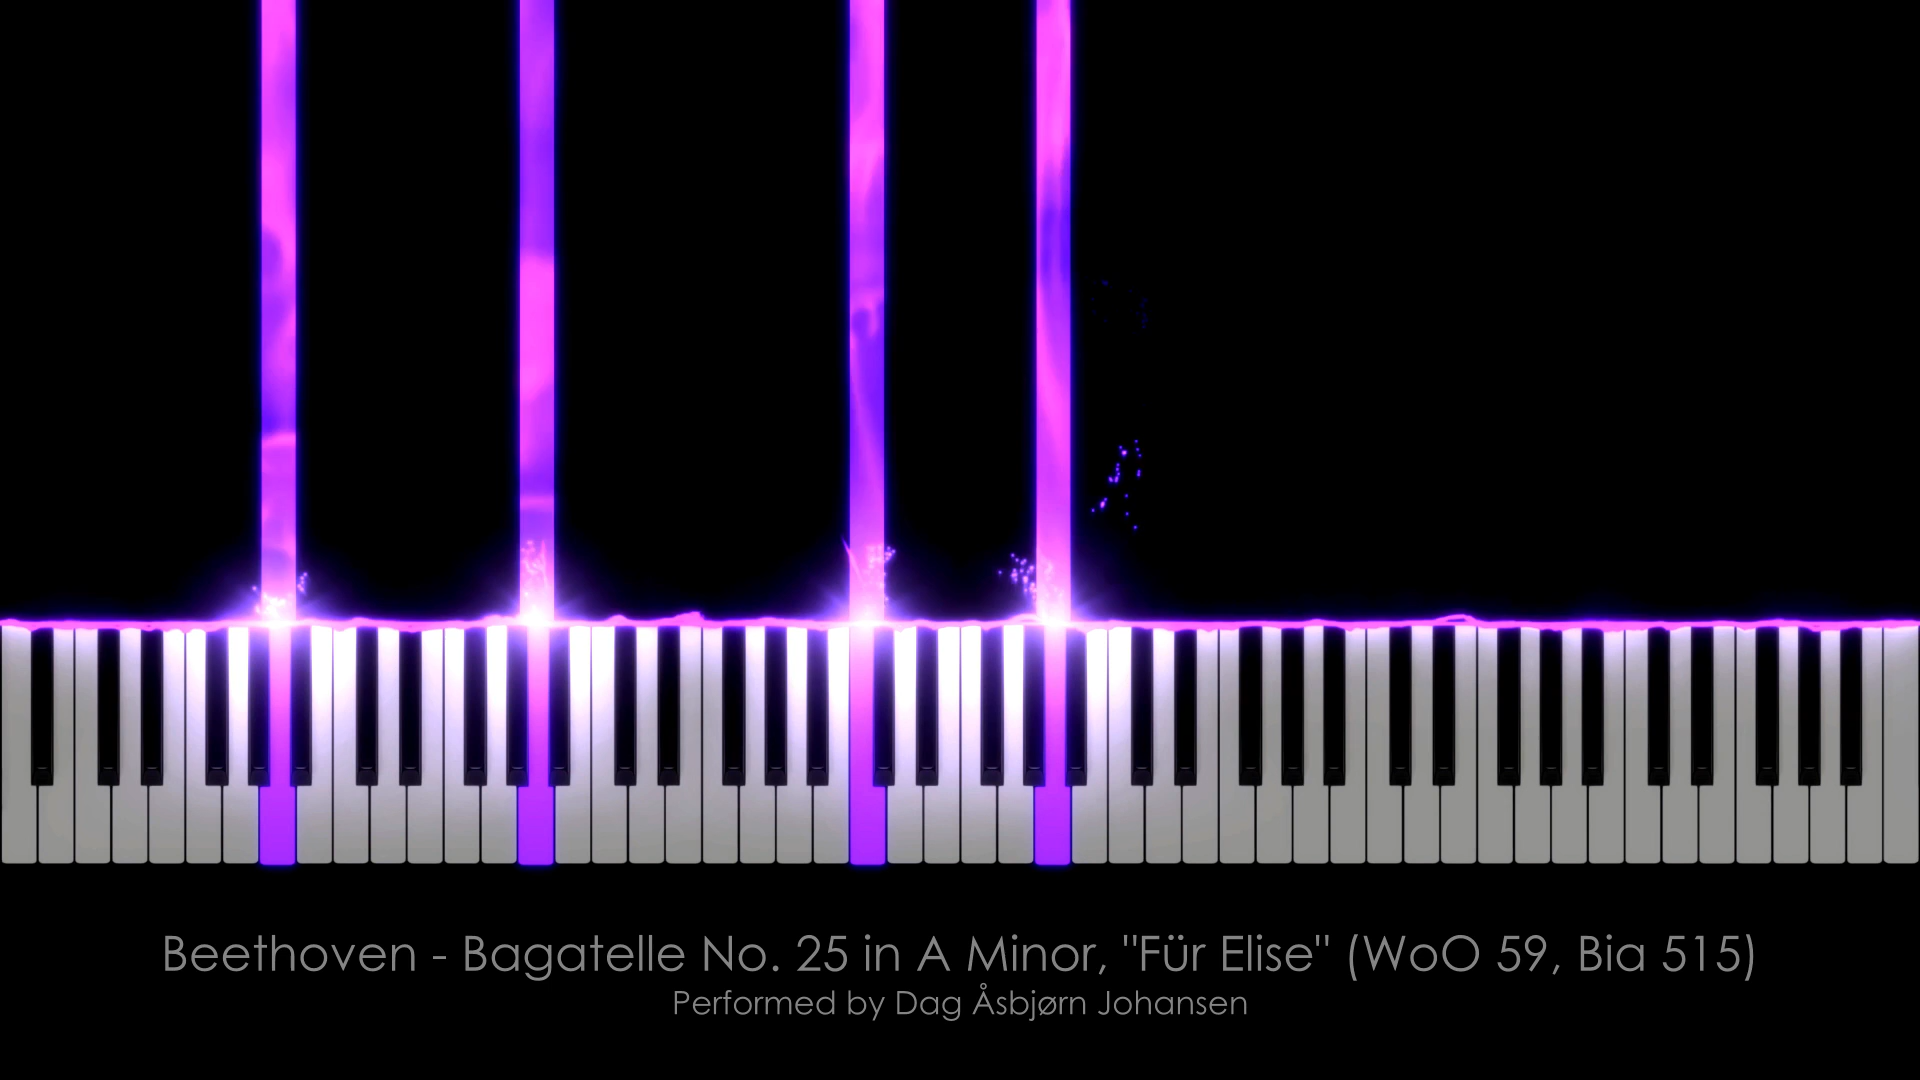 Beethoven - Bagatelle No. 25 in A Minor, "Für Elise" (WoO 59, Bia 515)
Performed by Dag Åsbjørn Johansen